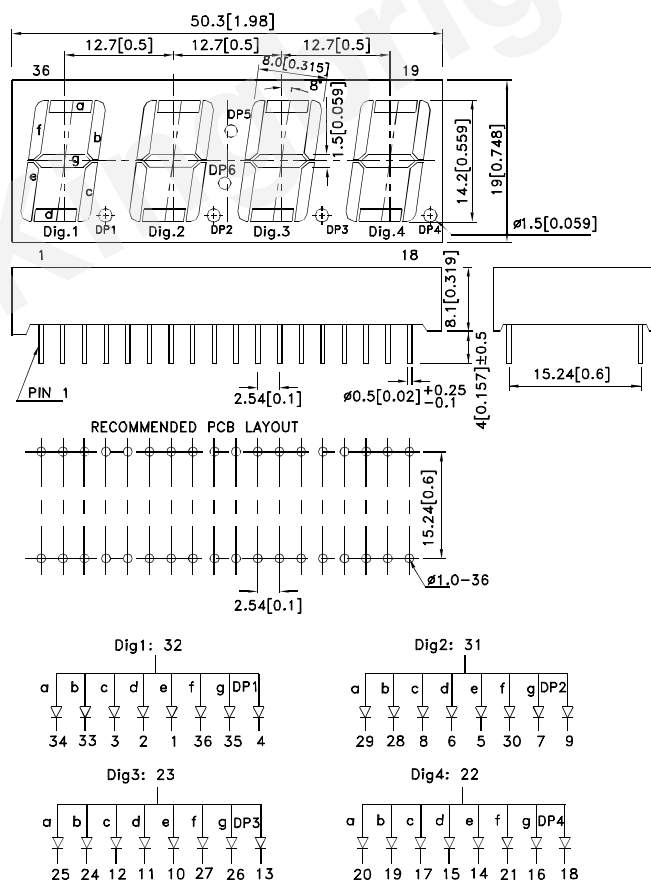 50.3[1.98]
12.7[0.5] 12.7[0.5] 12.7[0.5]
8.0[0.315]
36 8° 19
a f b g e c d
DP5
DP6
1.5[0.059]
14.2[0.559]
19[0.748]
Dig.1 DP1 Dig.2 DP2 Dig.3 DP3 Dig.4 DP4
ø1.5[0.059]
1 18
8.1[0.319]
PIN 1
2.54[0.1]
ø0.5[0.02]+0.25
-0.1
4[0.157]±0.5
15.24[0.6]
RECOMMENDED PCB LAYOUT
15.24[0.6]
ø1.0-36
2.54[0.1]
Dig1: 32
a b c d e f g DP1
34 33 3 2 1 36 35 4
Dig2: 31
a b c d e f g DP2
29 28 8 6 5 30 7 9
Dig3: 23
a b c d e f g DP3
25 24 12 11 10 27 26 13
Dig4: 22
a b c d e f g DP4
20 19 17 15 14 21 16 18